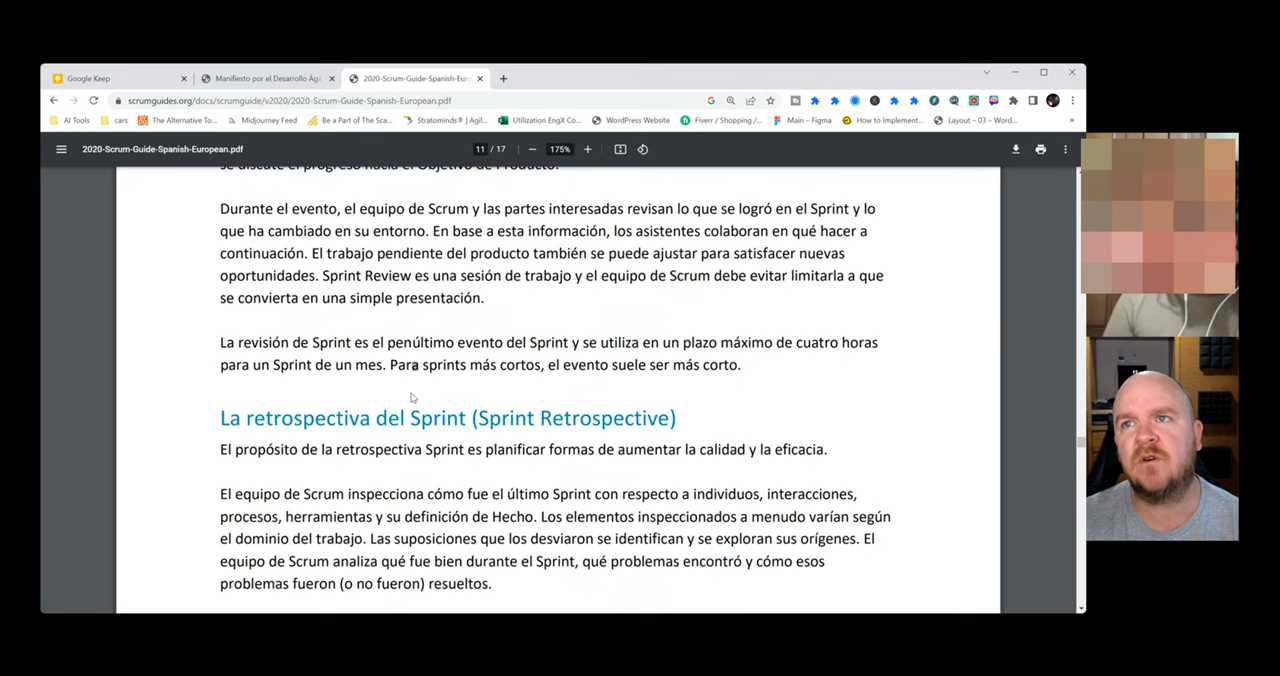 Google Keep
Manifiesto por el Desarrollo Ági
2020-Scrum-Guide-Spanish-Euro
scrumguides.org/docs/scrumguide/v2020/2020-Scrum-Guide-Spanish-European.pdf
AI Tools
cars
The Alternative To...
Midjourney Feed
Be a Part of The Sca...
Stratominds® | Agil...
Utilization EngX Co...
WordPress Website
Fiverr / Shopping /...
Main – Figma
How to Implement...
Layout – 03 – Word...
2020-Scrum-Guide-Spanish-European.pdf
11 / 17
175%
se discute el progreso hacia el Objetivo de Producto.
Durante el evento, el equipo de Scrum y las partes interesadas revisan lo que se logró en el Sprint y lo
que ha cambiado en su entorno. En base a esta información, los asistentes colaboran en qué hacer a
continuación. El trabajo pendiente del producto también se puede ajustar para satisfacer nuevas
oportunidades. Sprint Review es una sesión de trabajo y el equipo de Scrum debe evitar limitarla a que
se convierta en una simple presentación.
La revisión de Sprint es el penúltimo evento del Sprint y se utiliza en un plazo máximo de cuatro horas
para un Sprint de un mes. Para sprints más cortos, el evento suele ser más corto.
La retrospectiva del Sprint (Sprint Retrospective)
El propósito de la retrospectiva Sprint es planificar formas de aumentar la calidad y la eficacia.
El equipo de Scrum inspecciona cómo fue el último Sprint con respecto a individuos, interacciones,
procesos, herramientas y su definición de Hecho. Los elementos inspeccionados a menudo varían según
el dominio del trabajo. Las suposiciones que los desviaron se identifican y se exploran sus orígenes. El
equipo de Scrum analiza qué fue bien durante el Sprint, qué problemas encontró y cómo esos
problemas fueron (o no fueron) resueltos.